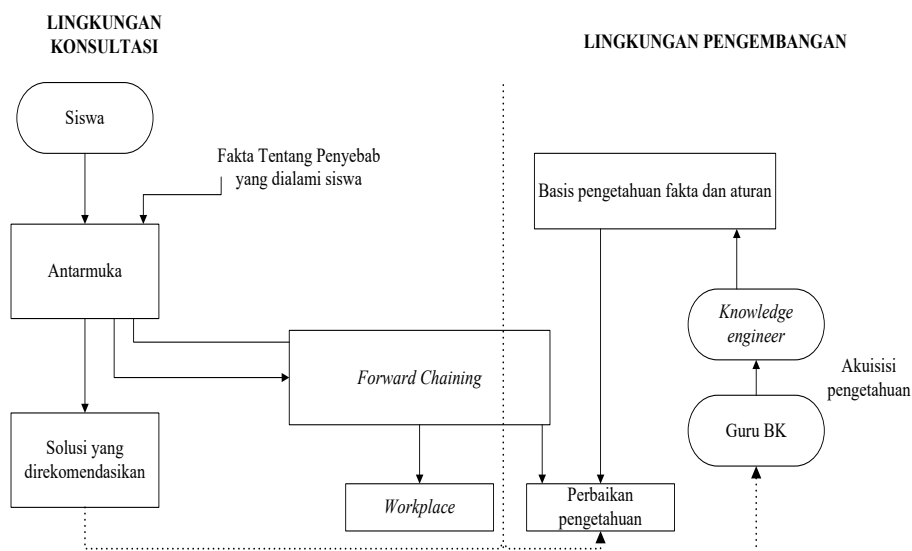 LINGKUNGAN
KONSULTASI
LINGKUNGAN PENGEMBANGAN
Siswa
Fakta Tentang Penyebab
yang dialami siswa
Basis pengetahuan fakta dan aturan
Antarmuka
Knowledge
engineer
Forward Chaining
Akuisisi
pengetahuan
Guru BK
Solusi yang
direkomendasikan
Workplace
Perbaikan
pengetahuan